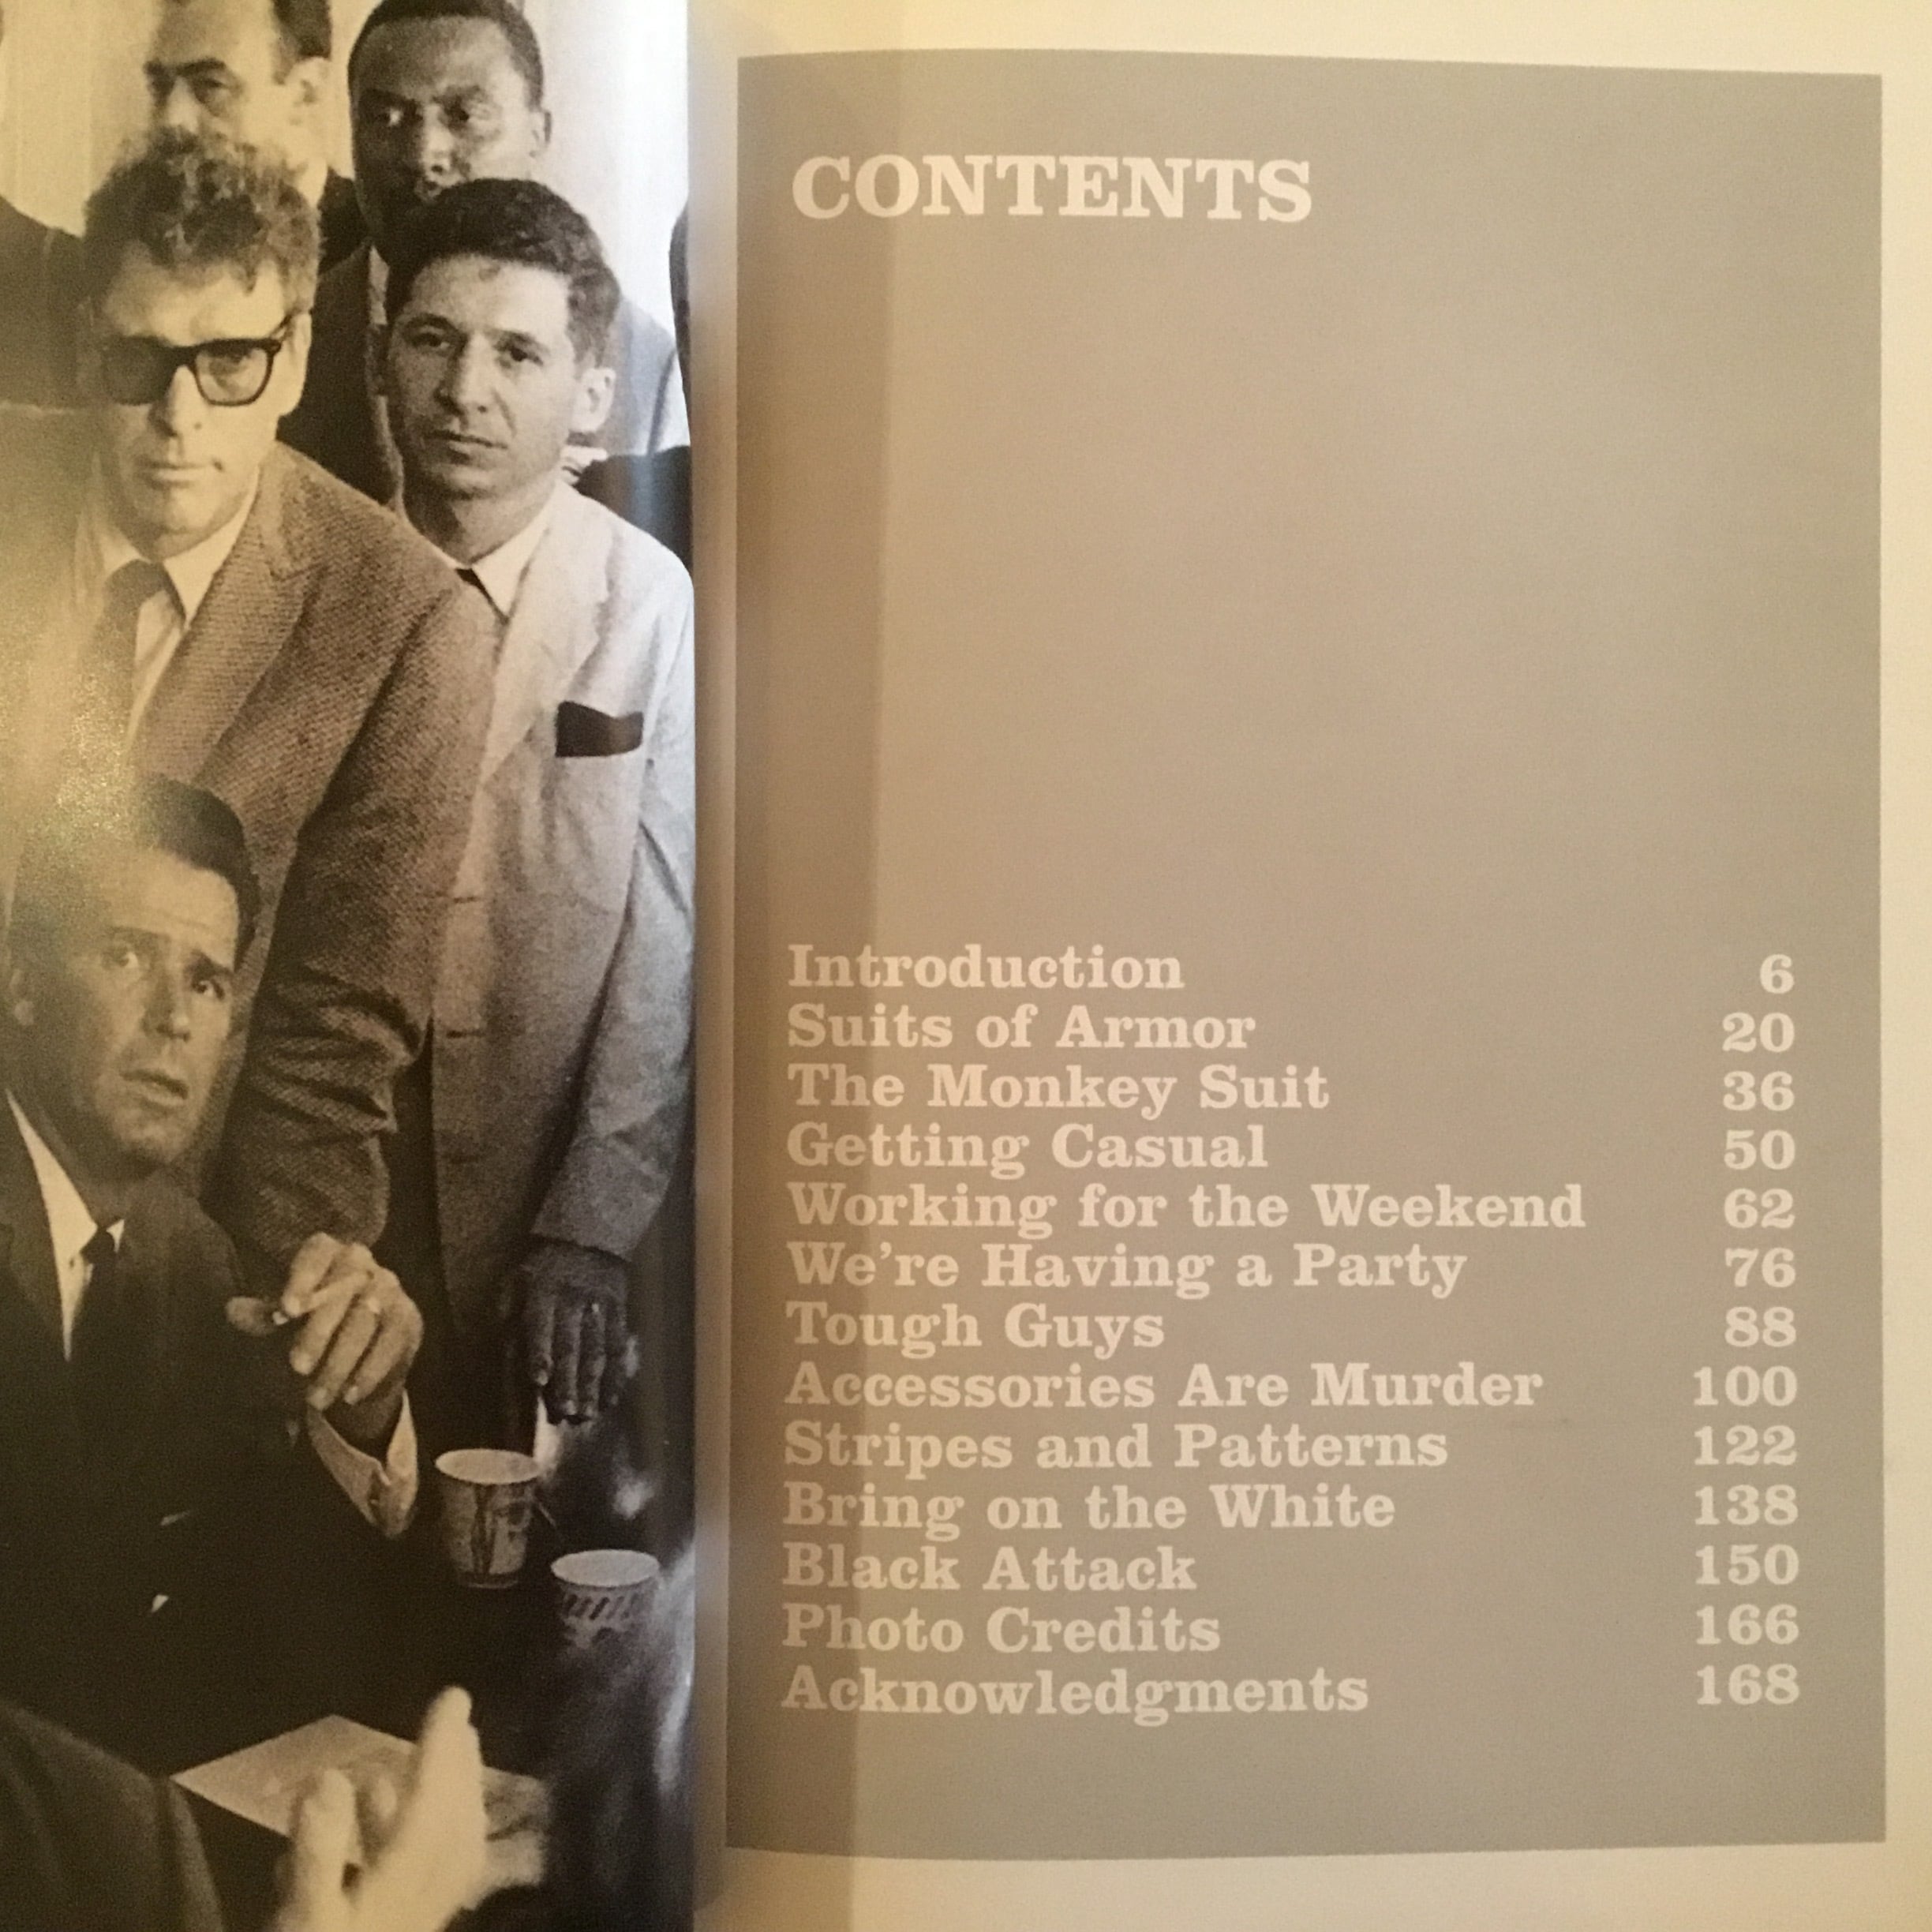 CONTENTS
Introduction 6
Suits of Armor 20
The Monkey Suit 36
Getting Casual 50
Working for the Weekend 62
We're Having a Party 76
Tough Guys 88
Accessories Are Murder 100
Stripes and Patterns 122
Bring on the White 138
Black Attack 150
Photo Credits 166
Acknowledgments 168